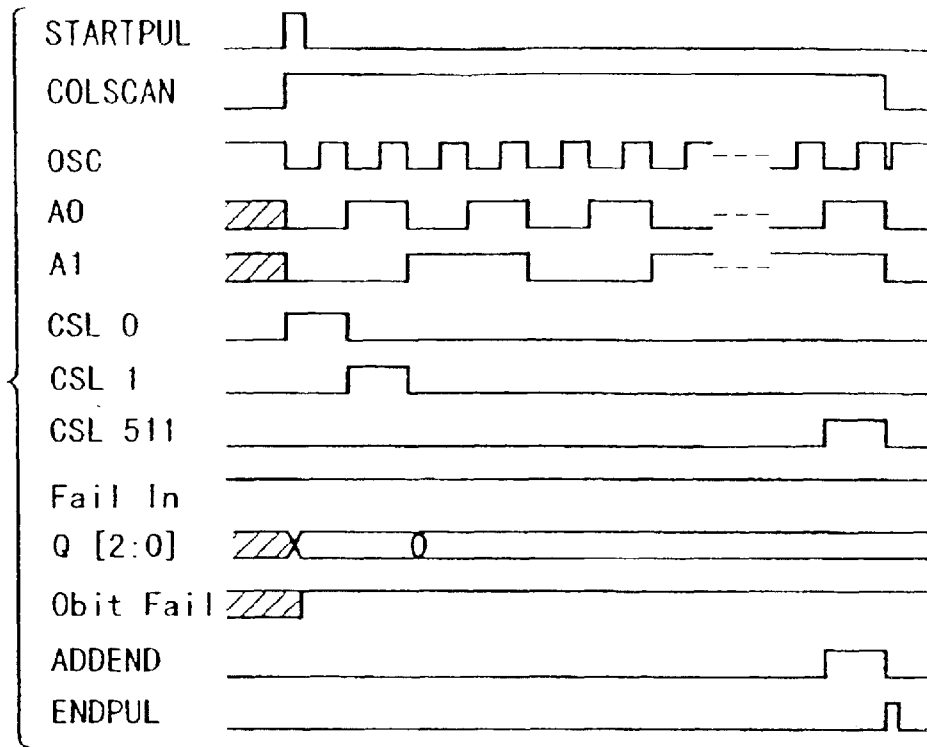 STARTPUL
COLSCAN
OSC
A0
A1
CSL 0
CSL 1
CSL 511
Fail In
Q [2:0]
0
Obit Fail
ADDEND
ENDPUL